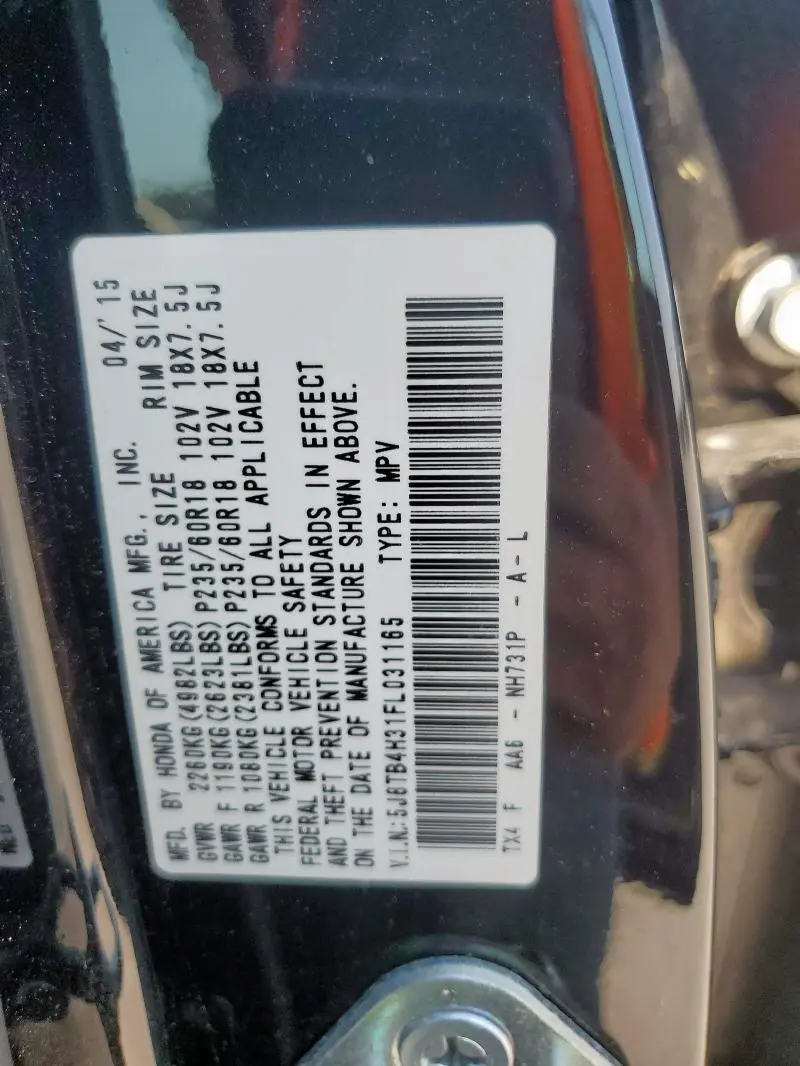 MFD. BY HONDA OF AMERICA MFG., INC. 04/'15
GVWR 2260KG(4982LBS) TIRE SIZE RIM SIZE
GAWR F 1190KG(2623LBS)P235/60R18 102V 18X7.5J
GAWR R 1080KG(2381LBS)P235/60R18 102V 18X7.5J
THIS VEHICLE CONFORMS TO ALL APPLICABLE
FEDERAL MOTOR VEHICLE SAFETY
AND THEFT PREVENTION STANDARDS IN EFFECT
ON THE DATE OF MANUFACTURE SHOWN ABOVE.
V.I.N.:5J8TB4H31FL031165 TYPE: MPV
TX4 F AA6 - NH731P - A-L